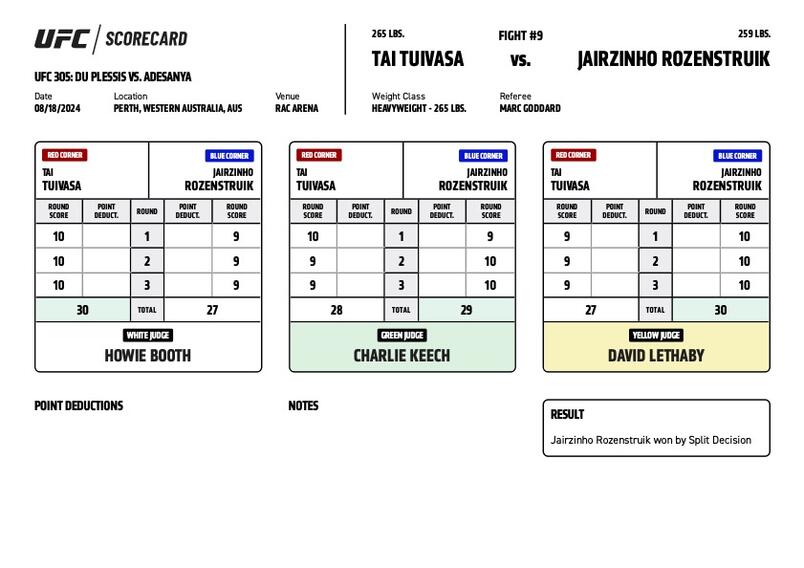 UFC / SCORECARD
UFC 305: DU PLESSIS VS. ADESANYA
Date Location Venue
08/18/2024 PERTH, WESTERN AUSTRALIA, AUS RAC ARENA
265 LBS. FIGHT #9 259 LBS.
TAI TUIVASA vs. JAIRZINHO ROZENSTRUIK
Weight Class Referee
HEAVYWEIGHT - 265 LBS. MARC GODDARD
RED CORNER BLUE CORNER
TAI JAIRZINHO
TUIVASA ROZENSTRUIK
ROUND SCORE POINT DEDUCT. ROUND POINT DEDUCT. ROUND SCORE
10 1 9
10 2 9
10 3 9
30 TOTAL 27
WHITE JUDGE
HOWIE BOOTH
RED CORNER BLUE CORNER
TAI JAIRZINHO
TUIVASA ROZENSTRUIK
ROUND SCORE POINT DEDUCT. ROUND POINT DEDUCT. ROUND SCORE
10 1 9
9 2 10
9 3 10
28 TOTAL 29
GREEN JUDGE
CHARLIE KEECH
RED CORNER BLUE CORNER
TAI JAIRZINHO
TUIVASA ROZENSTRUIK
ROUND SCORE POINT DEDUCT. ROUND POINT DEDUCT. ROUND SCORE
9 1 10
9 2 10
9 3 10
27 TOTAL 30
YELLOW JUDGE
DAVID LETHABY
POINT DEDUCTIONS
NOTES
RESULT
Jairzinho Rozenstruik won by Split Decision